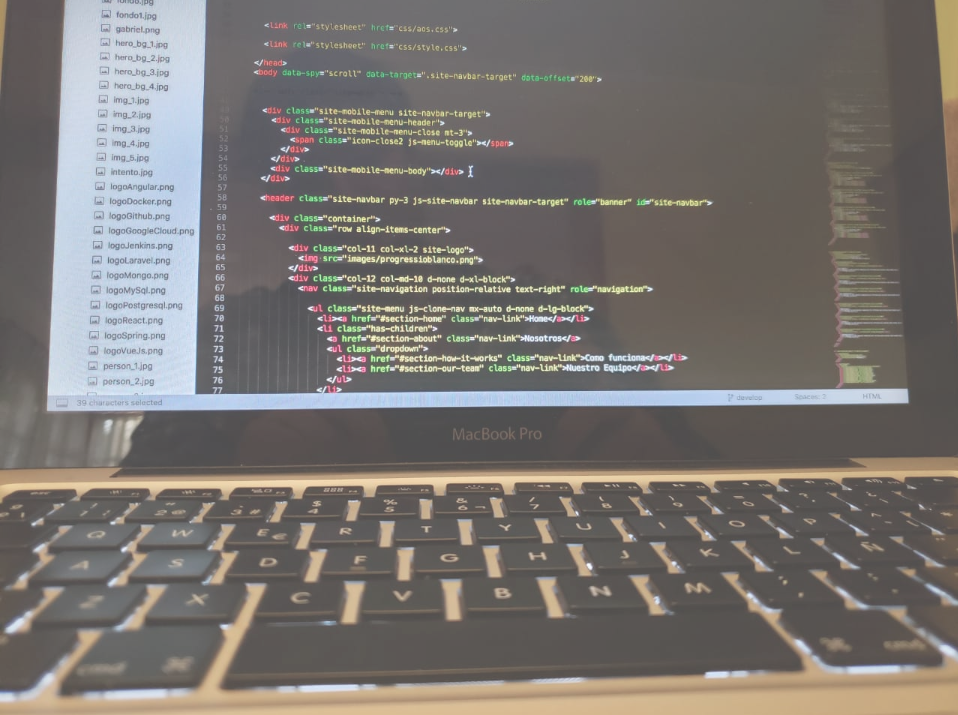 fondo.jpg
fondo1.jpg
gabriel.png
hero_bg_1.jpg
hero_bg_2.jpg
hero_bg_3.jpg
hero_bg_4.jpg
img_1.jpg
img_2.jpg
img_3.jpg
img_4.jpg
img_5.jpg
intento.jpg
logoAngular.png
logoDocker.png
logoGithub.png
logoGoogleCloud.png
logoJenkins.png
logoLaravel.png
logoMongo.png
logoMySql.png
logoPostgresql.png
logoReact.png
logoSpring.png
logoVueJs.png
person_1.jpg
person_2.jpg
<link rel="stylesheet" href="css/aos.css">
<link rel="stylesheet" href="css/style.css">
</head>
<body data-spy="scroll" data-target=".site-navbar-target" data-offset="200">
<div class="site-mobile-menu site-navbar-target">
50 <div class="site-mobile-menu-header">
51 <div class="site-mobile-menu-close mt-3">
52 <span class="icon-close2 js-menu-toggle"></span>
53 </div>
54 </div>
55 <div class="site-mobile-menu-body"></div>
56 </div>
57
58 <header class="site-navbar py-3 js-site-navbar site-navbar-target" role="banner" id="site-navbar">
59
60 <div class="container">
61 <div class="row align-items-center">
62
63 <div class="col-11 col-xl-2 site-logo">
64 <img src="images/progressioblanco.png">
65 </div>
66 <div class="col-12 col-md-10 d-none d-xl-block">
67 <nav class="site-navigation position-relative text-right" role="navigation">
68
69 <ul class="site-menu js-clone-nav mx-auto d-none d-lg-block">
70 <li><a href="#section-home" class="nav-link">Home</a></li>
71 <li class="has-children">
72 <a href="#section-about" class="nav-link">Nosotros</a>
73 <ul class="dropdown">
74 <li><a href="#section-how-it-works" class="nav-link">Como funciona</a></li>
75 <li><a href="#section-our-team" class="nav-link">Nuestro Equipo</a></li>
76 </ul>
77 </li>
39 characters selected
develop
Spaces: 2
HTML
MacBook Pro
Q W E € R T Y U I O P
A S D F G H J K L Ñ
Z X C V B N M
cmd ⌘ ⌘ cmd